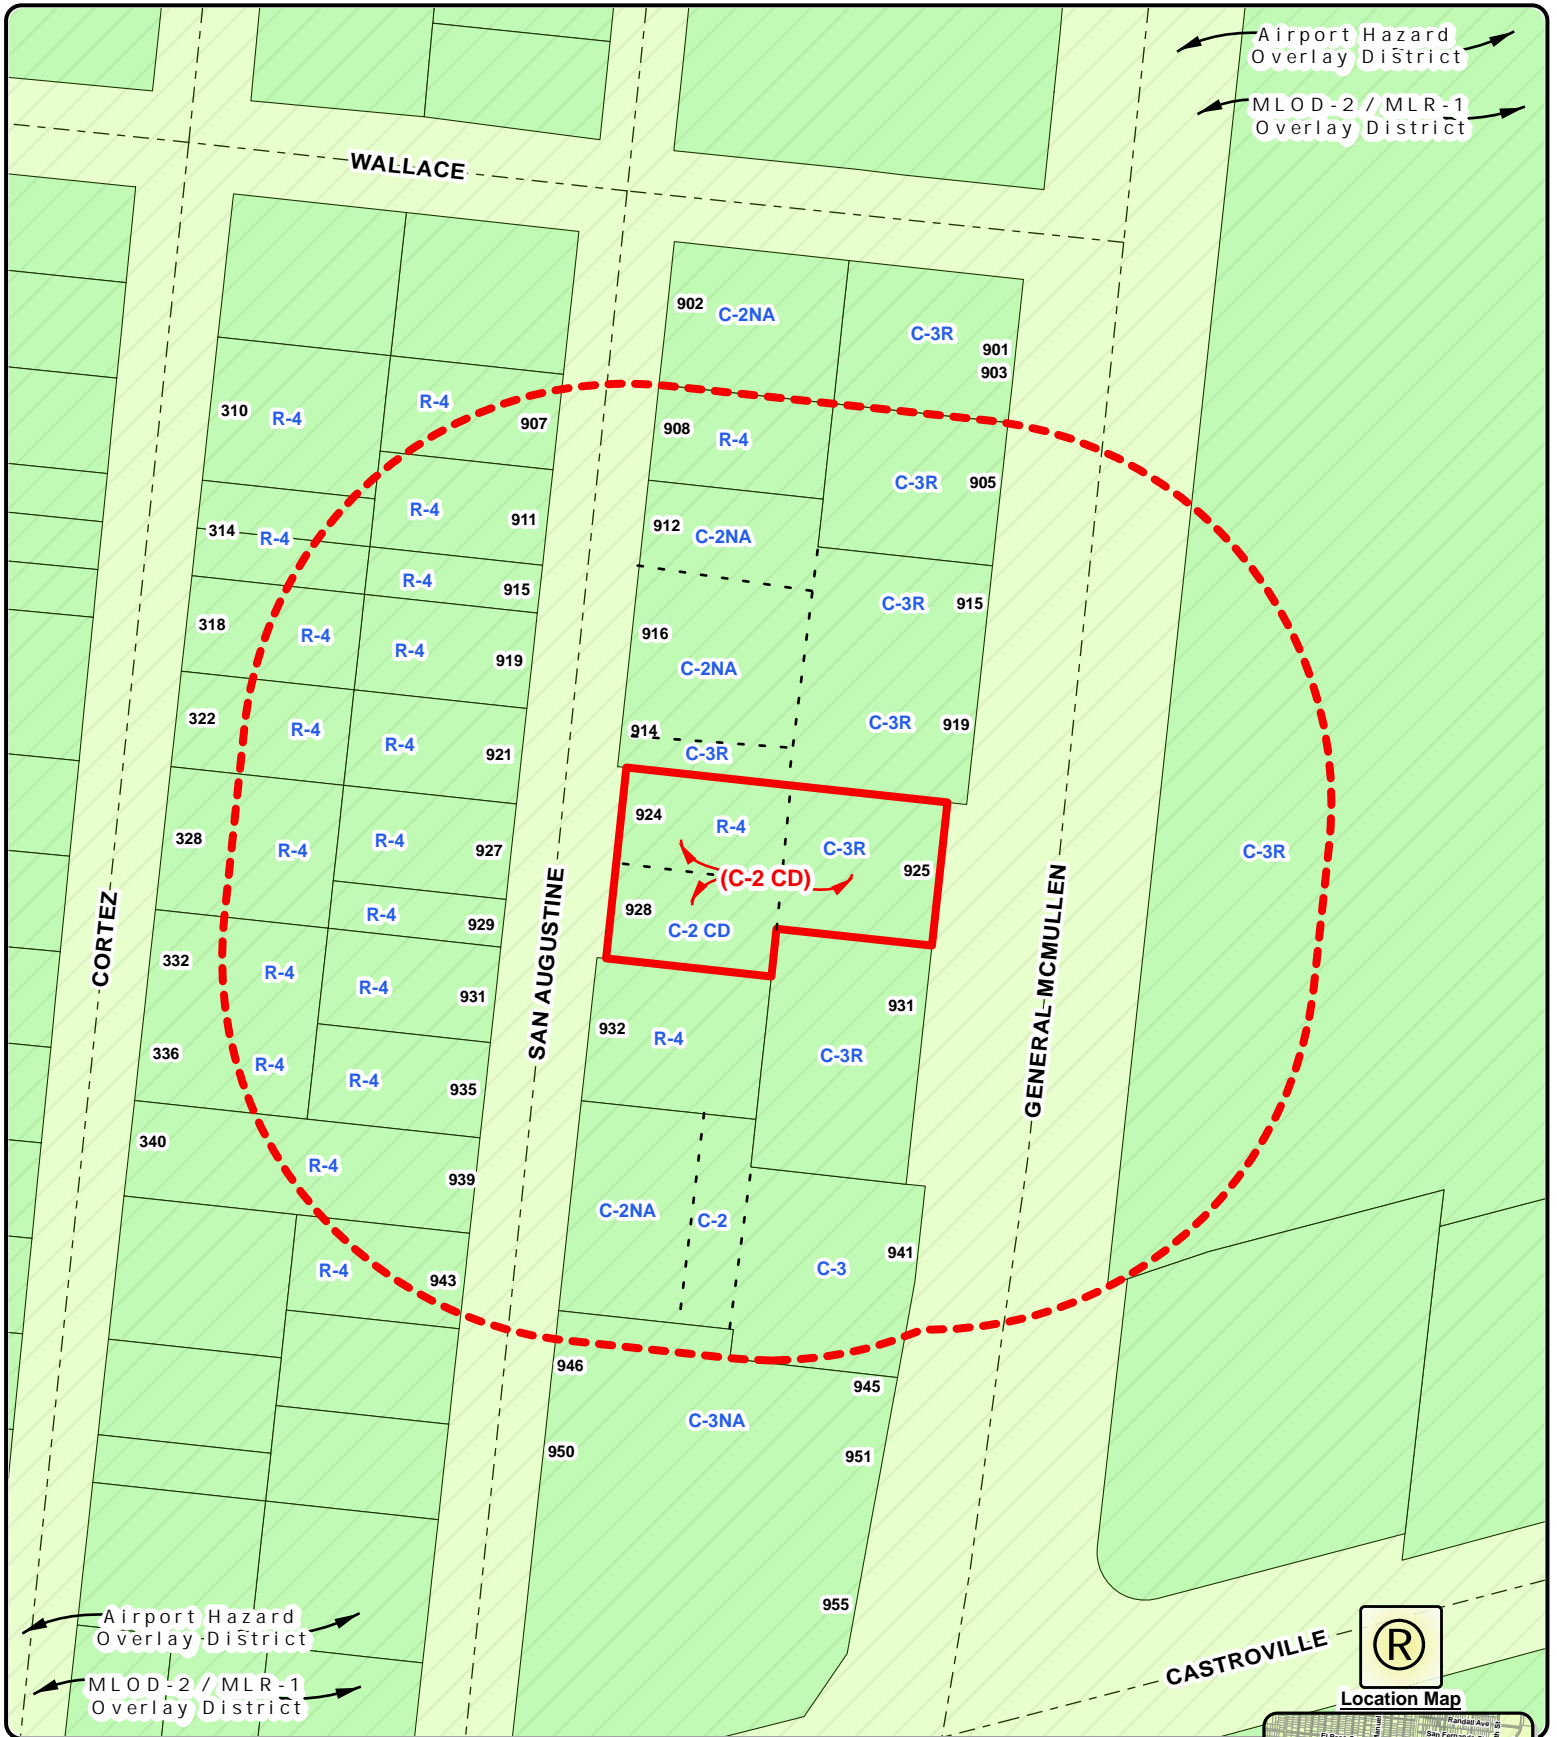 Airport Hazard
Overlay District
MLOD-2 / MLR-1
Overlay District
WALLACE
902
C-2NA
C-3R
901
903
310
R-4
R-4
907
908
R-4
C-3R
905
R-4
911
912
C-2NA
314
R-4
R-4
915
C-3R
915
318
R-4
R-4
919
916
C-2NA
322
R-4
R-4
921
914
C-3R
C-3R
919
924
R-4
C-3R
925
328
R-4
R-4
927
(C-2 CD)
C-3R
928
C-2 CD
R-4
929
CORTEZ
SAN AUGUSTINE
GENERAL MCMULLEN
332
R-4
R-4
931
932
R-4
931
C-3R
336
R-4
R-4
935
340
R-4
939
C-2NA
C-2
C-3
941
R-4
943
946
945
C-3NA
950
951
955
Airport Hazard
Overlay District
MLOD-2 / MLR-1
Overlay District
CASTROVILLE
R
Location Map
Randall Ave
San Fernando